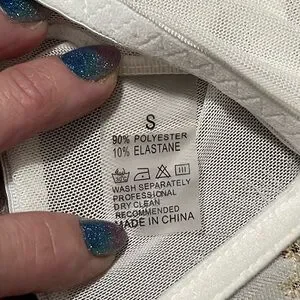 S
90% POLYESTER
10% ELASTANE
WASH SEPARATELY
PROFESSIONAL
DRY CLEAN
RECOMMENDED
MADE IN CHINA